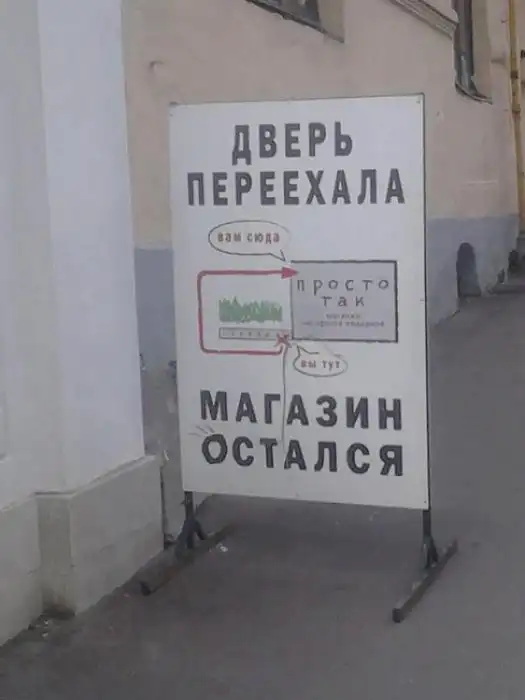 ДВЕРЬ
ПЕРЕЕХАЛА
вам сюда
просто
так
вы тут
МАГАЗИН
ОСТАЛСЯ